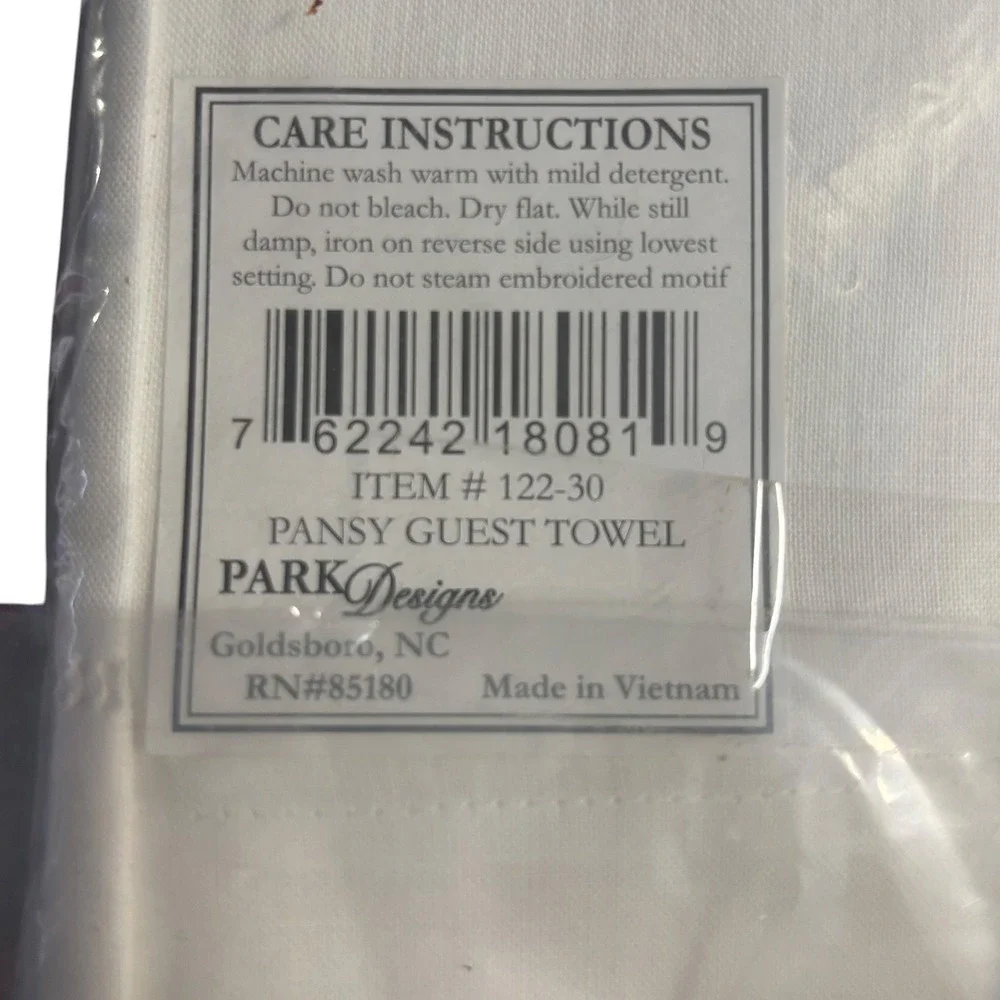 CARE INSTRUCTIONS
Machine wash warm with mild detergent.
Do not bleach. Dry flat. While still
damp, iron on reverse side using lowest
setting. Do not steam embroidered motif
7 62242 18081 9
ITEM # 122-30
PANSY GUEST TOWEL
PARK Designs
Goldsboro, NC
RN#85180 Made in Vietnam